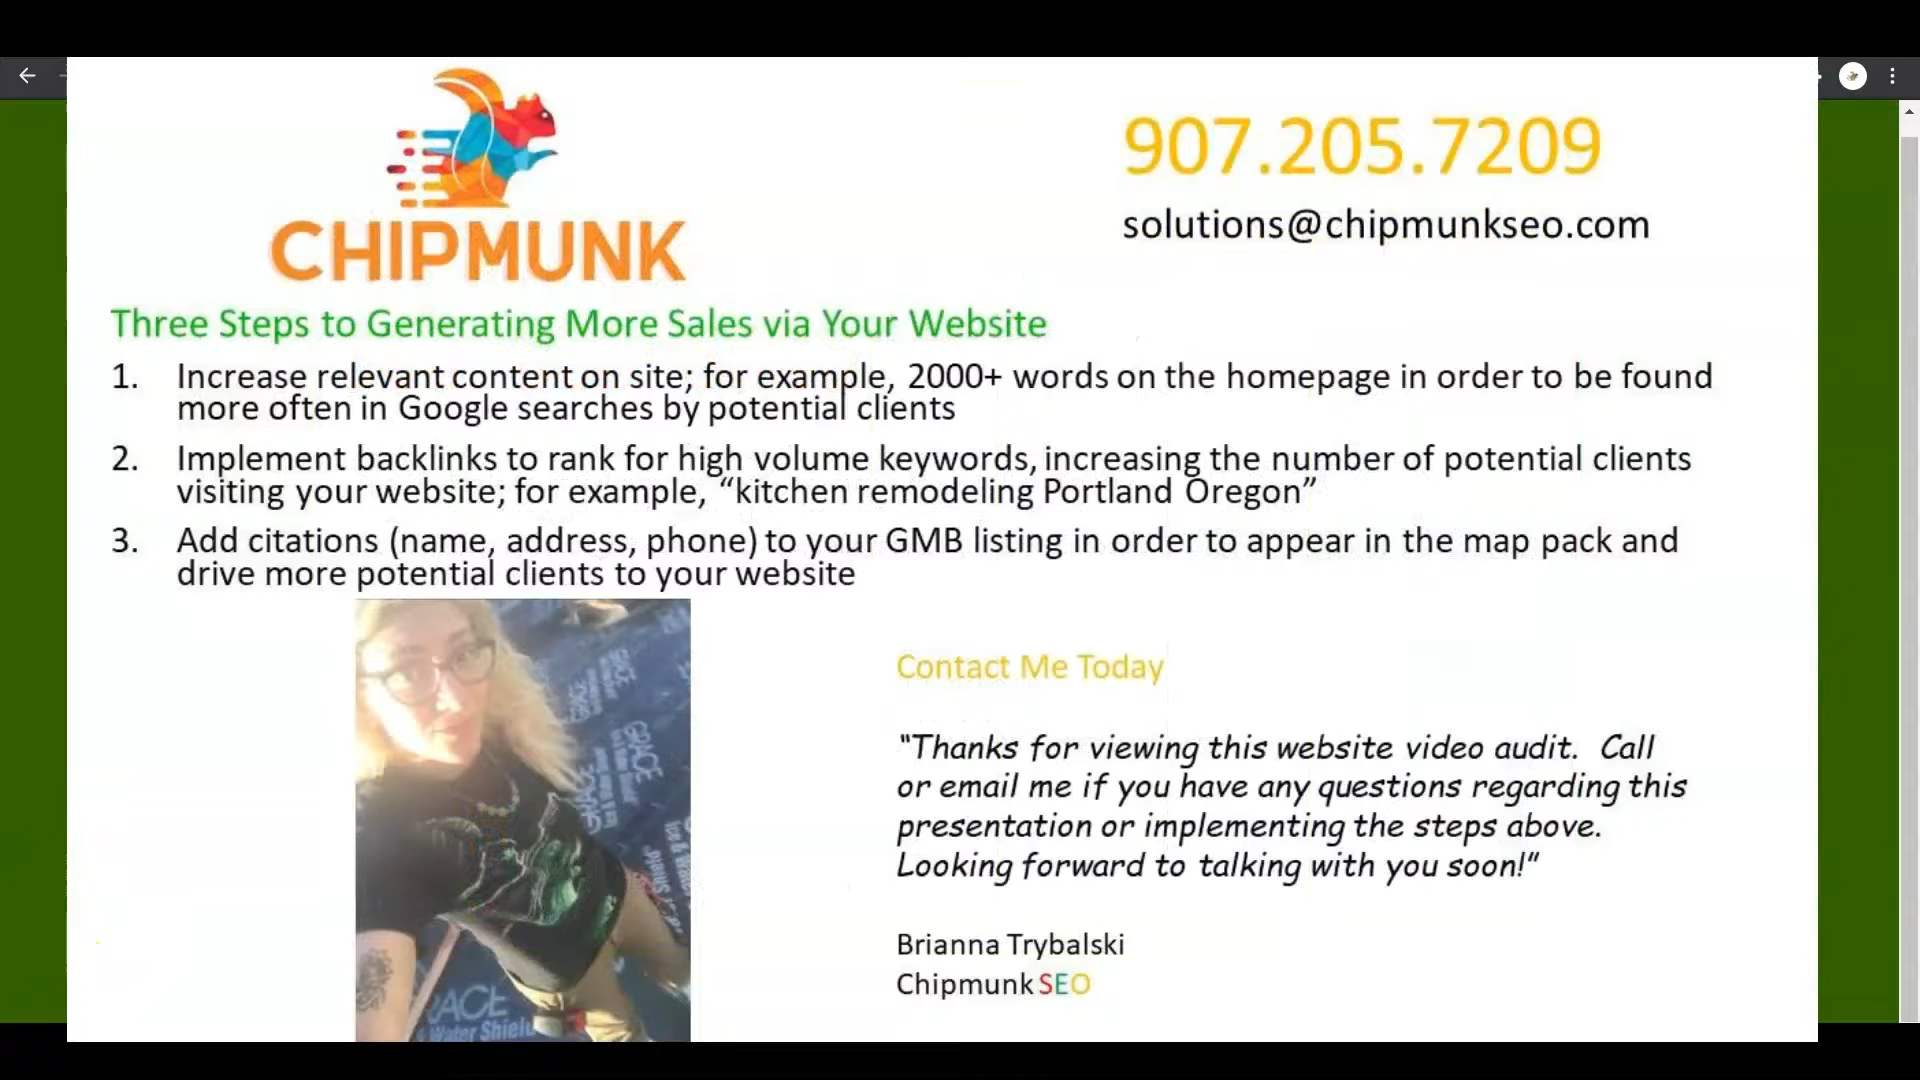 CHIPMUNK
907.205.7209
solutions@chipmunkseo.com
Three Steps to Generating More Sales via Your Website
1. Increase relevant content on site; for example, 2000+ words on the homepage in order to be found
more often in Google searches by potential clients
2. Implement backlinks to rank for high volume keywords, increasing the number of potential clients
visiting your website; for example, “kitchen remodeling Portland Oregon”
3. Add citations (name, address, phone) to your GMB listing in order to appear in the map pack and
drive more potential clients to your website
Contact Me Today
"Thanks for viewing this website video audit. Call
or email me if you have any questions regarding this
presentation or implementing the steps above.
Looking forward to talking with you soon!"
Brianna Trybalski
Chipmunk SEO
GRACE
GRACE
Water Shield